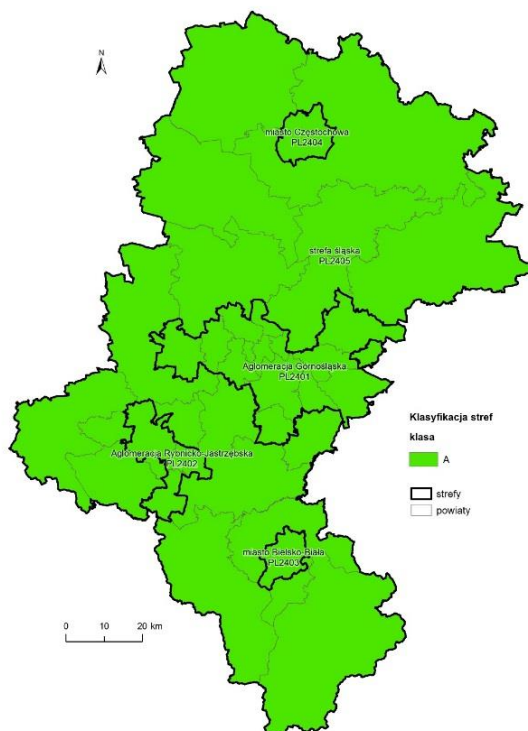 N
miasto Częstochowa
PL2404
strefa śląska
PL2405
Aglomeracja Górnośląska
PL2401
Klasyfikacja stref
klasa
A
Aglomeracja Rybnicko-Jastrzębska
PL2402
strefy
powiaty
miasto Bielsko-Biała
PL2403
0 10 20 km